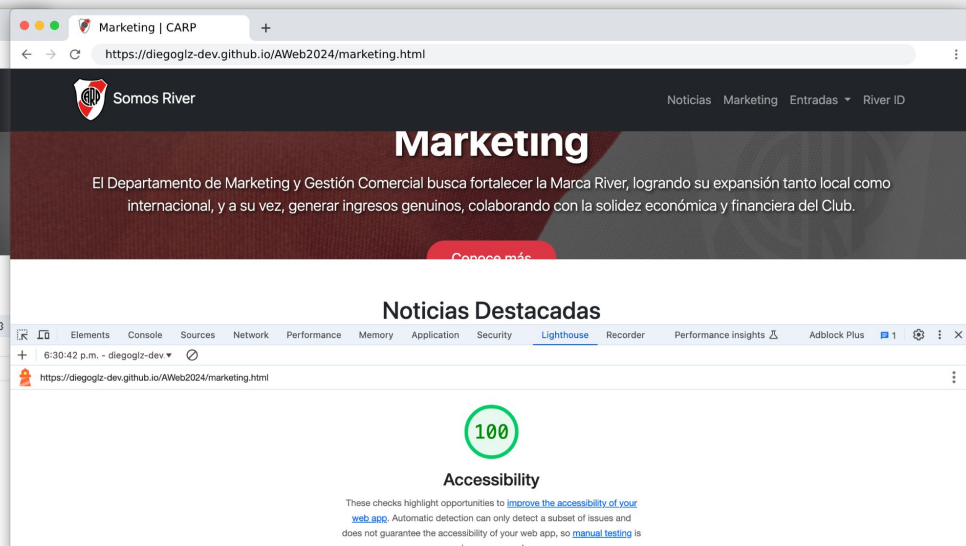 Marketing | CARP
+
https://diegoglz-dev.github.io/AWeb2024/marketing.html
CARP
Somos River
Noticias Marketing Entradas River ID
Marketing
El Departamento de Marketing y Gestión Comercial busca fortalecer la Marca River, logrando su expansión tanto local como
internacional, y a su vez, generar ingresos genuinos, colaborando con la solidez económica y financiera del Club.
Conoce más
Noticias Destacadas
3
Elements Console Sources Network Performance Memory Application Security Lighthouse Recorder Performance insights Adblock Plus 1
6:30:42 p.m. - diegoglz-dev.
https://diegoglz-dev.github.io/AWeb2024/marketing.html
100
Accessibility
These checks highlight opportunities to improve the accessibility of your
web app. Automatic detection can only detect a subset of issues and
does not guarantee the accessibility of your web app, so manual testing is